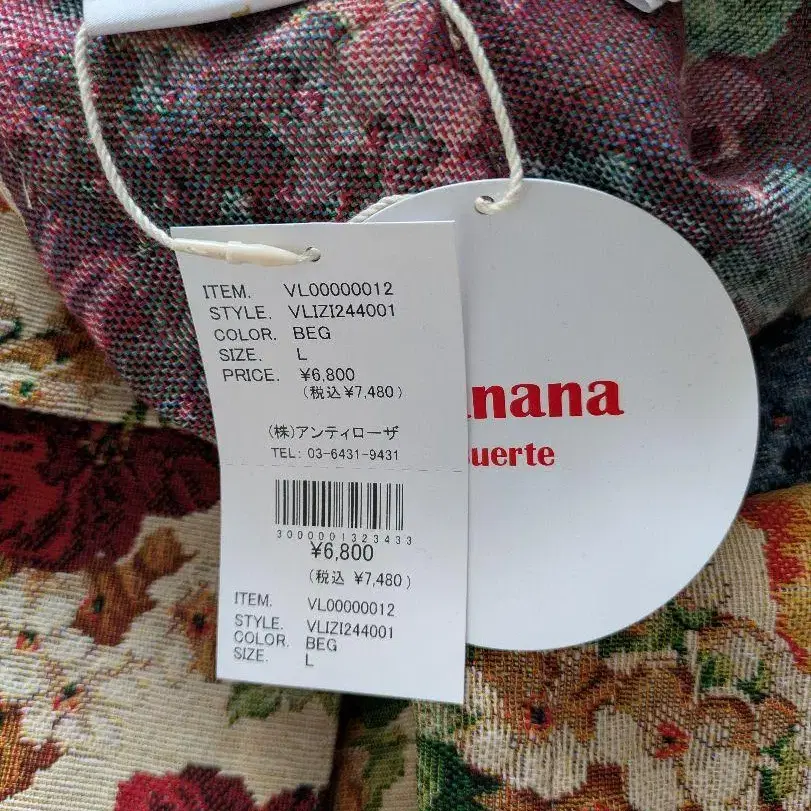 ITEM. VL00000012
STYLE. VLIZI244001
COLOR. BEG
SIZE. L
PRICE. ¥6,800
(税込¥7,480)
(株)アンティローザ
TEL: 03-6431-9431
3000001323433
¥6,800
(税込 ¥7,480)
ITEM. VL00000012
STYLE. VLIZI244001
COLOR. BEG
SIZE. L
nana
uerte